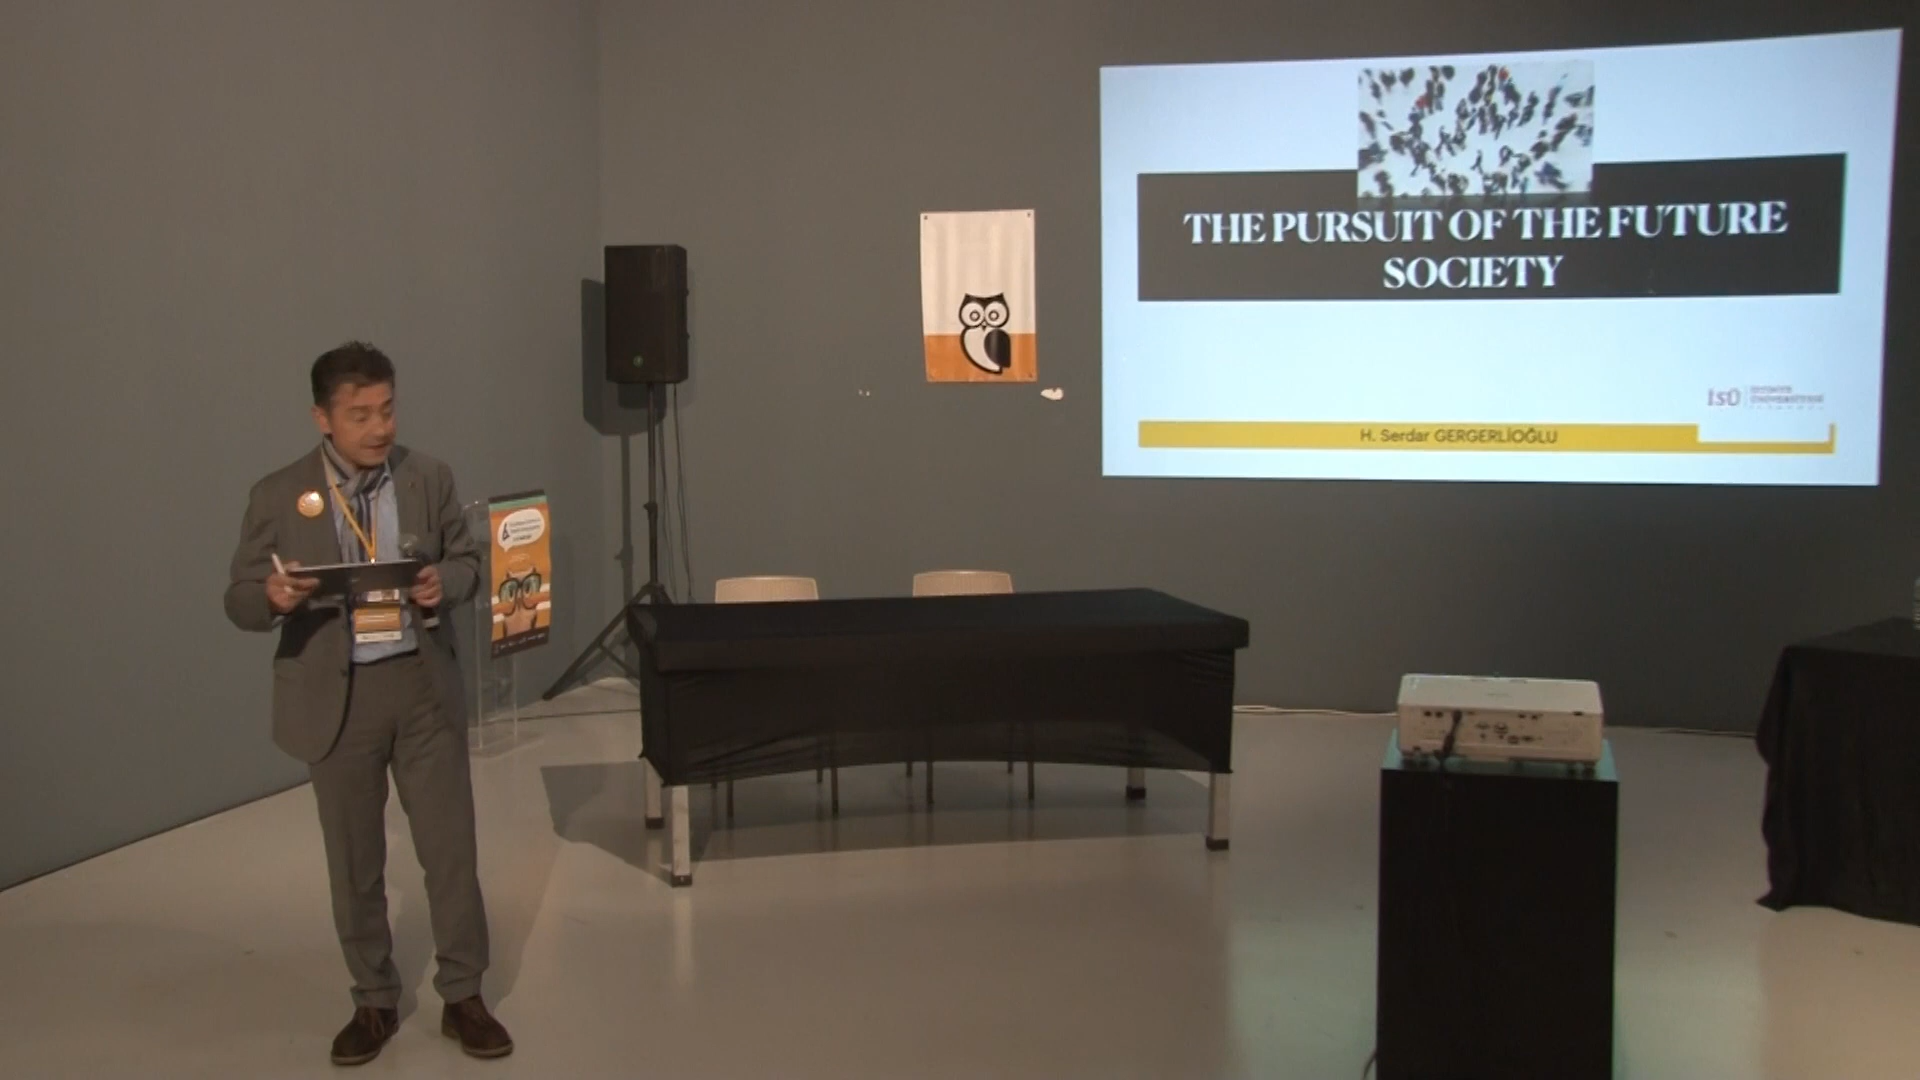 THE PURSUIT OF THE FUTURE
SOCIETY
İSÜ
H. Serdar GERGERLİOĞLU